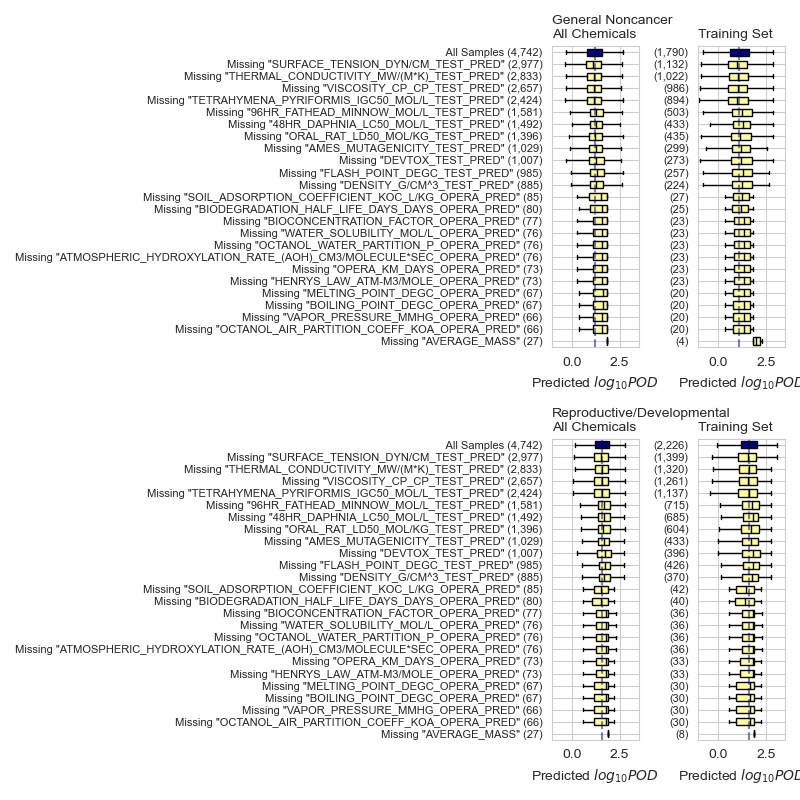 General Noncancer
All Chemicals
Training Set
All Samples (4,742) (1,790)
Missing "SURFACE_TENSION_DYN/CM_TEST_PRED" (2,977) (1,132)
Missing "THERMAL_CONDUCTIVITY_MW/(M*K)_TEST_PRED" (2,833) (1,022)
Missing "VISCOSITY_CP_CP_TEST_PRED" (2,657) (986)
Missing "TETRAHYMENA_PYRIFORMIS_IGC50_MOL/L_TEST_PRED" (2,424) (894)
Missing "96HR_FATHEAD_MINNOW_MOL/L_TEST_PRED" (1,581) (503)
Missing "48HR_DAPHNIA_LC50_MOL/L_TEST_PRED" (1,492) (433)
Missing "ORAL_RAT_LD50_MOL/KG_TEST_PRED" (1,396) (435)
Missing "AMES_MUTAGENICITY_TEST_PRED" (1,029) (299)
Missing "DEVTOX_TEST_PRED" (1,007) (273)
Missing "FLASH_POINT_DEGC_TEST_PRED" (985) (257)
Missing "DENSITY_G/CM^3_TEST_PRED" (885) (224)
Missing "SOIL_ADSORPTION_COEFFICIENT_KOC_L/KG_OPERA_PRED" (85) (27)
Missing "BIODEGRADATION_HALF_LIFE_DAYS_DAYS_OPERA_PRED" (80) (25)
Missing "BIOCONCENTRATION_FACTOR_OPERA_PRED" (77) (23)
Missing "WATER_SOLUBILITY_MOL/L_OPERA_PRED" (76) (23)
Missing "OCTANOL_WATER_PARTITION_P_OPERA_PRED" (76) (23)
Missing "ATMOSPHERIC_HYDROXYLATION_RATE_(AOH)_CM3/MOLECULE*SEC_OPERA_PRED" (76) (23)
Missing "OPERA_KM_DAYS_OPERA_PRED" (73) (23)
Missing "HENRYS_LAW_ATM-M3/MOLE_OPERA_PRED" (73) (23)
Missing "MELTING_POINT_DEGC_OPERA_PRED" (67) (20)
Missing "BOILING_POINT_DEGC_OPERA_PRED" (67) (20)
Missing "VAPOR_PRESSURE_MMHG_OPERA_PRED" (66) (20)
Missing "OCTANOL_AIR_PARTITION_COEFF_KOA_OPERA_PRED" (66) (20)
Missing "AVERAGE_MASS" (27) (4)
0.0 2.5 0.0 2.5
Predicted log10POD Predicted log10POD
Reproductive/Developmental
All Chemicals
Training Set
All Samples (4,742) (2,226)
Missing "SURFACE_TENSION_DYN/CM_TEST_PRED" (2,977) (1,399)
Missing "THERMAL_CONDUCTIVITY_MW/(M*K)_TEST_PRED" (2,833) (1,320)
Missing "VISCOSITY_CP_CP_TEST_PRED" (2,657) (1,261)
Missing "TETRAHYMENA_PYRIFORMIS_IGC50_MOL/L_TEST_PRED" (2,424) (1,137)
Missing "96HR_FATHEAD_MINNOW_MOL/L_TEST_PRED" (1,581) (715)
Missing "48HR_DAPHNIA_LC50_MOL/L_TEST_PRED" (1,492) (685)
Missing "ORAL_RAT_LD50_MOL/KG_TEST_PRED" (1,396) (604)
Missing "AMES_MUTAGENICITY_TEST_PRED" (1,029) (433)
Missing "DEVTOX_TEST_PRED" (1,007) (396)
Missing "FLASH_POINT_DEGC_TEST_PRED" (985) (426)
Missing "DENSITY_G/CM^3_TEST_PRED" (885) (370)
Missing "SOIL_ADSORPTION_COEFFICIENT_KOC_L/KG_OPERA_PRED" (85) (42)
Missing "BIODEGRADATION_HALF_LIFE_DAYS_DAYS_OPERA_PRED" (80) (40)
Missing "BIOCONCENTRATION_FACTOR_OPERA_PRED" (77) (36)
Missing "WATER_SOLUBILITY_MOL/L_OPERA_PRED" (76) (36)
Missing "OCTANOL_WATER_PARTITION_P_OPERA_PRED" (76) (36)
Missing "ATMOSPHERIC_HYDROXYLATION_RATE_(AOH)_CM3/MOLECULE*SEC_OPERA_PRED" (76) (36)
Missing "OPERA_KM_DAYS_OPERA_PRED" (73) (33)
Missing "HENRYS_LAW_ATM-M3/MOLE_OPERA_PRED" (73) (33)
Missing "MELTING_POINT_DEGC_OPERA_PRED" (67) (30)
Missing "BOILING_POINT_DEGC_OPERA_PRED" (67) (30)
Missing "VAPOR_PRESSURE_MMHG_OPERA_PRED" (66) (30)
Missing "OCTANOL_AIR_PARTITION_COEFF_KOA_OPERA_PRED" (66) (30)
Missing "AVERAGE_MASS" (27) (8)
0.0 2.5 0.0 2.5
Predicted log10POD Predicted log10POD